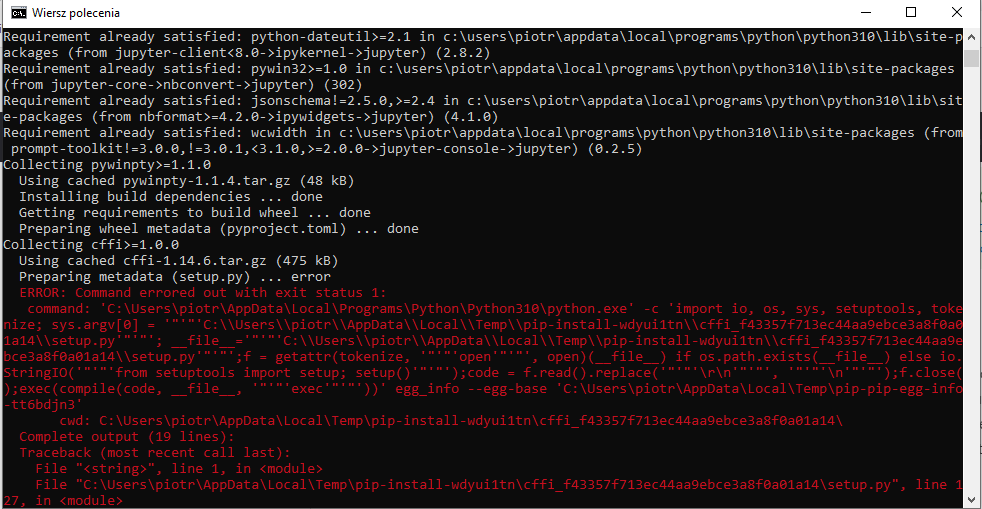 Wiersz polecenia
Requirement already satisfied: python-dateutil>=2.1 in c:\users\piotr\appdata\local\programs\python\python310\lib\site-p
ackages (from jupyter-client<8.0->ipykernel->jupyter) (2.8.2)
Requirement already satisfied: pywin32>=1.0 in c:\users\piotr\appdata\local\programs\python\python310\lib\site-packages
(from jupyter-core->nbconvert->jupyter) (302)
Requirement already satisfied: jsonschema!=2.5.0,>=2.4 in c:\users\piotr\appdata\local\programs\python\python310\lib\sit
e-packages (from nbformat>=4.2.0->ipywidgets->jupyter) (4.1.0)
Requirement already satisfied: wcwidth in c:\users\piotr\appdata\local\programs\python\python310\lib\site-packages (from
 prompt-toolkit!=3.0.0,!=3.0.1,<3.1.0,>=2.0.0->jupyter-console->jupyter) (0.2.5)
Collecting pywinpty>=1.1.0
  Using cached pywinpty-1.1.4.tar.gz (48 kB)
  Installing build dependencies ... done
  Getting requirements to build wheel ... done
  Preparing wheel metadata (pyproject.toml) ... done
Collecting cffi>=1.0.0
  Using cached cffi-1.14.6.tar.gz (475 kB)
  Preparing metadata (setup.py) ... error
  ERROR: Command errored out with exit status 1:
   command: 'C:\Users\piotr\AppData\Local\Programs\Python\Python310\python.exe' -c 'import io, os, sys, setuptools, toke
nize; sys.argv[0] = '"'"'C:\\Users\\piotr\\AppData\\Local\\Temp\\pip-install-wdyui1tn\\cffi_f43357f713ec44aa9ebce3a8f0a0
1a14\\setup.py'"'"'; __file__='"'"'C:\\Users\\piotr\\AppData\\Local\\Temp\\pip-install-wdyui1tn\\cffi_f43357f713ec44aa9e
bce3a8f0a01a14\\setup.py'"'"';f = getattr(tokenize, '"'"'open'"'"', open)(__file__) if os.path.exists(__file__) else io.
StringIO('"'"'from setuptools import setup; setup()'"'"');code = f.read().replace('"'"'\r\n'"'"', '"'"'\n'"'"');f.close(
);exec(compile(code, __file__, '"'"'exec'"'"'))' egg_info --egg-base 'C:\Users\piotr\AppData\Local\Temp\pip-pip-egg-info
-tt6bdjn3'
       cwd: C:\Users\piotr\AppData\Local\Temp\pip-install-wdyui1tn\cffi_f43357f713ec44aa9ebce3a8f0a01a14\
  Complete output (19 lines):
  Traceback (most recent call last):
    File "<string>", line 1, in <module>
    File "C:\Users\piotr\AppData\Local\Temp\pip-install-wdyui1tn\cffi_f43357f713ec44aa9ebce3a8f0a01a14\setup.py", line 1
27, in <module>